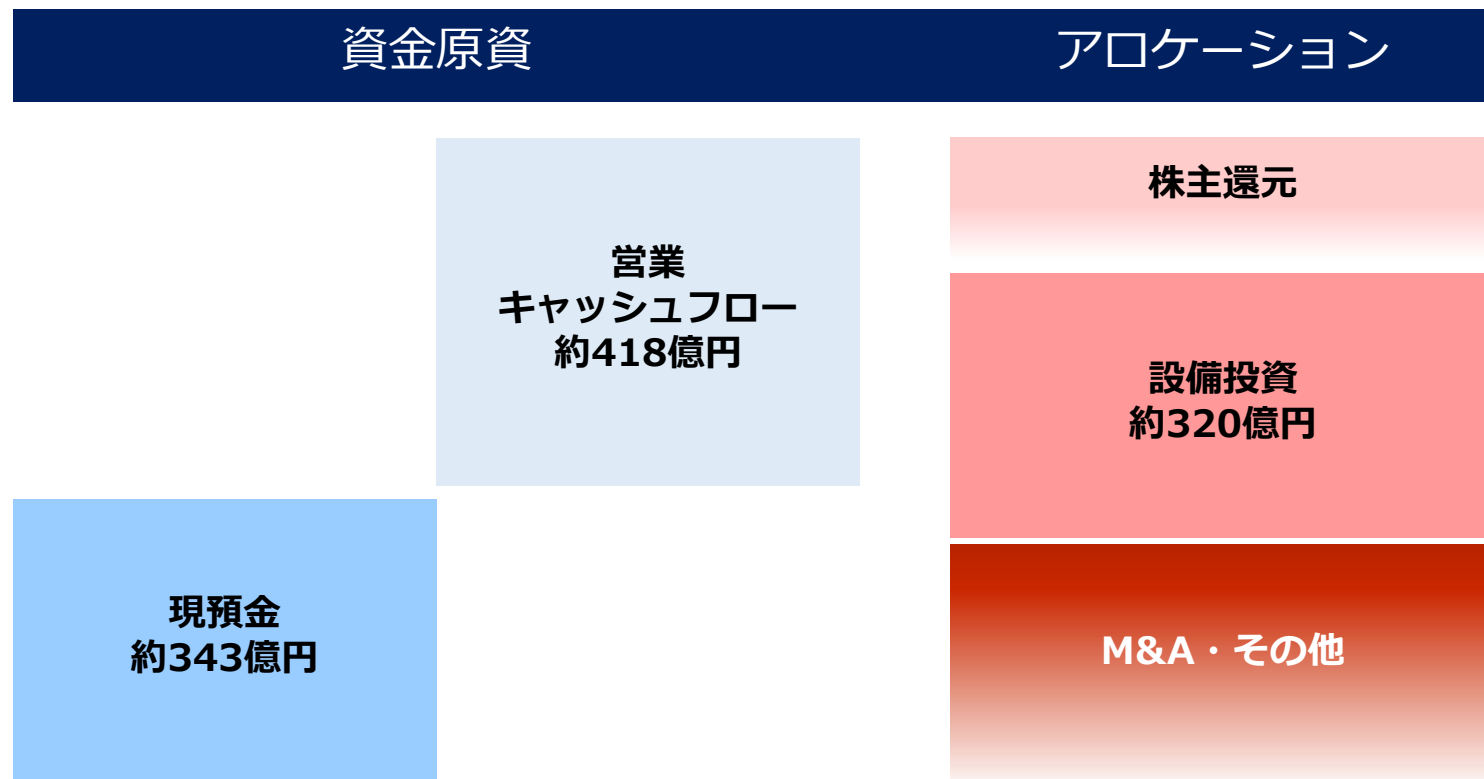 資金原資
アロケーション
営業
キャッシュフロー
約418億円
現預金
約343億円
株主還元
設備投資
約320億円
M&A・その他